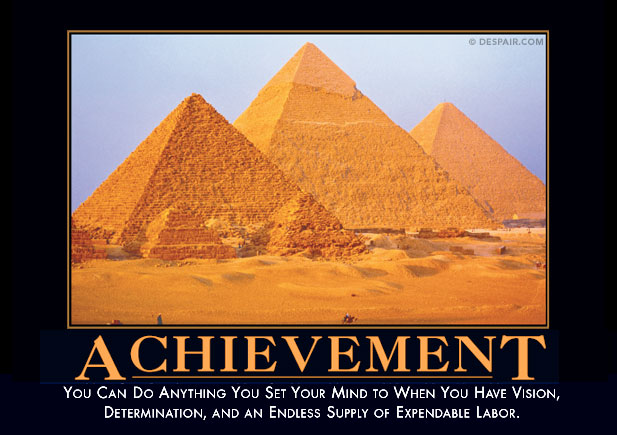 © DESPAIR.COM
ACHIEVEMENT
You Can Do Anything You Set Your Mind to When You Have Vision,
Determination, and an Endless Supply of Expendable Labor.